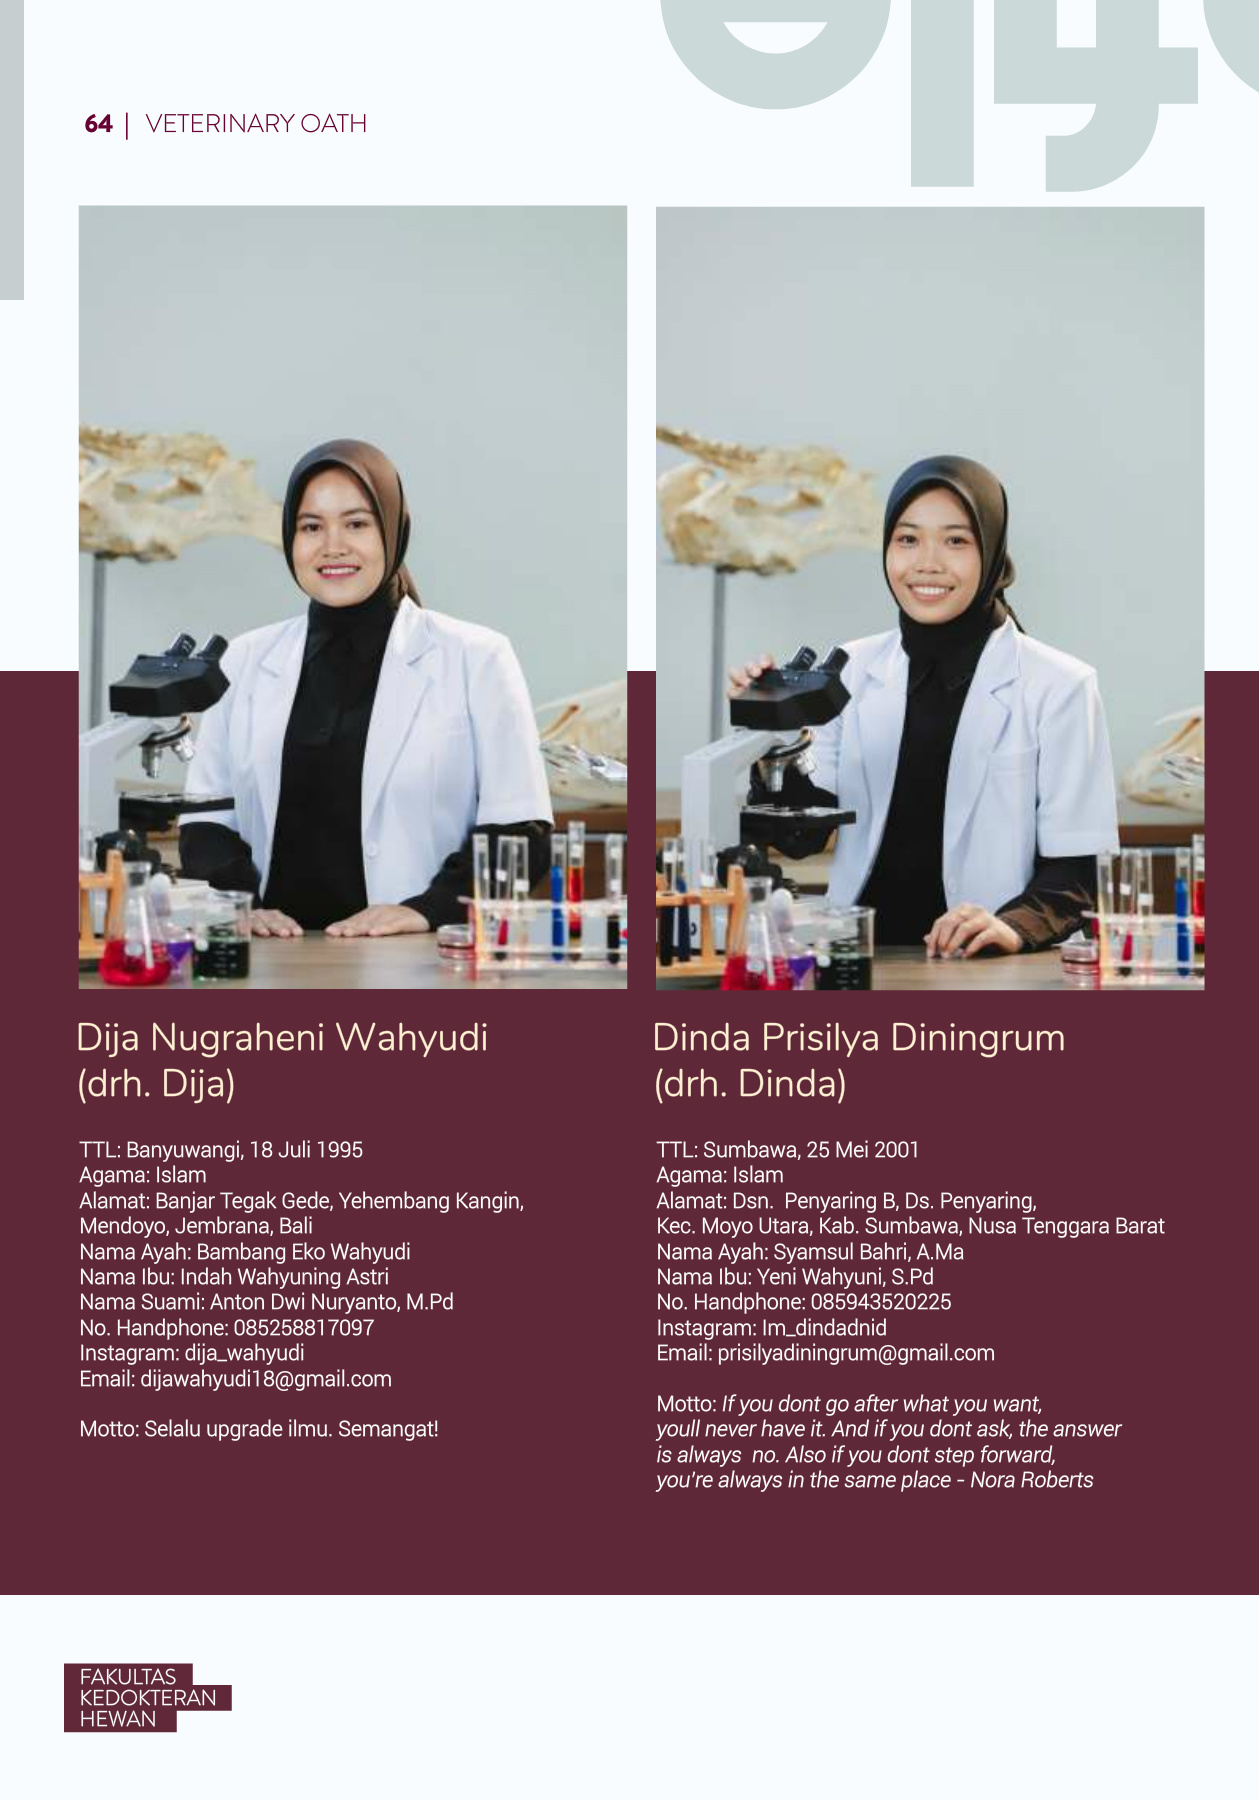 64 | VETERINARY OATH
Dija Nugraheni Wahyudi
(drh. Dija)
TTL: Banyuwangi, 18 Juli 1995
Agama: Islam
Alamat: Banjar Tegak Gede, Yehembang Kangin,
Mendoyo, Jembrana, Bali
Nama Ayah: Bambang Eko Wahyudi
Nama Ibu: Indah Wahyuning Astri
Nama Suami: Anton Dwi Nuryanto, M.Pd
No. Handphone: 085258817097
Instagram: dija_wahyudi
Email: dijawahyudi18@gmail.com
Motto: Selalu upgrade ilmu. Semangat!
Dinda Prisilya Diningrum
(drh. Dinda)
TTL: Sumbawa, 25 Mei 2001
Agama: Islam
Alamat: Dsn.  Penyaring B, Ds. Penyaring,
Kec. Moyo Utara, Kab. Sumbawa, Nusa Tenggara Barat
Nama Ayah: Syamsul Bahri, A.Ma
Nama Ibu: Yeni Wahyuni, S.Pd
No. Handphone: 085943520225
Instagram: Im_dindadnid
Email: prisilyadiningrum@gmail.com
Motto: If you dont go after what you want,
youll never have it. And if you dont ask, the answer
is always  no. Also if you dont step forward,
you're always in the same place - Nora Roberts
FAKULTAS
KEDOKTERAN
HEWAN